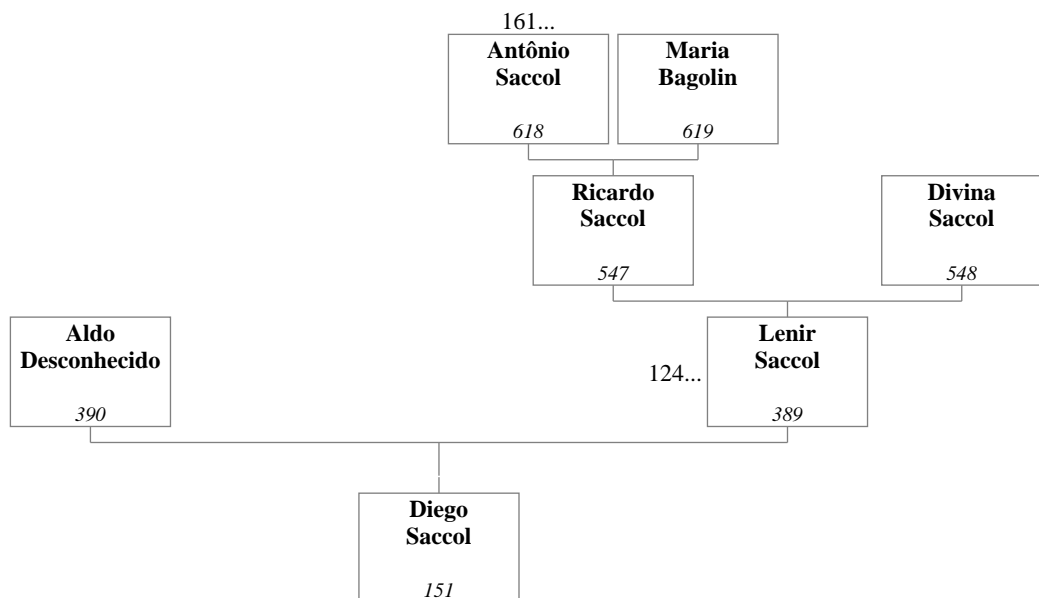 161...
Antônio
Saccol
618
Maria
Bagolin
619
Ricardo
Saccol
547
Divina
Saccol
548
Aldo
Desconhecido
390
124...
Lenir
Saccol
389
Diego
Saccol
151